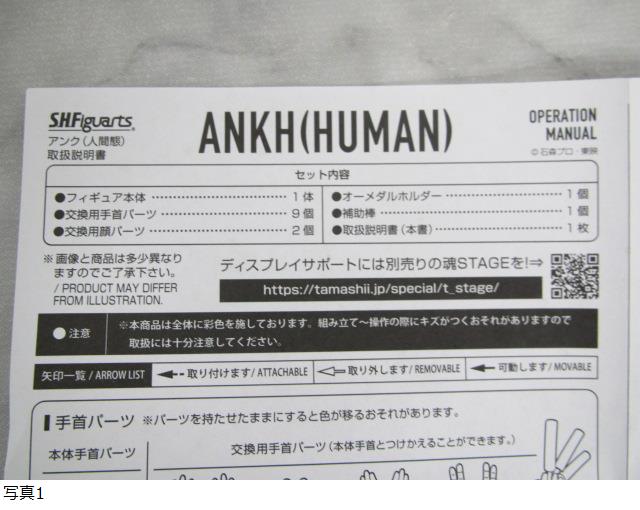 S.H.Figuarts
アンク（人間態）
取扱説明書
ANKH(HUMAN)
OPERATION
MANUAL
©石森プロ・東映
セット内容
●フィギュア本体 1体
●交換用手首パーツ 9個
●交換用顔パーツ 2個
●オーメダルホルダー 1個
●補助棒 1個
●取扱説明書（本書） 1枚
※画像と商品は多少異なり
ますのでご了承下さい。
/ PRODUCT MAY DIFFER
FROM ILLUSTRATION.
ディスプレイサポートには別売りの魂STAGEを!⇒
https://tamashii.jp/special/t_stage/
●注意
※本商品は全体に彩色を施しております。組み立て〜操作の際にキズがつくおそれがありますので
取扱には十分注意してください。
矢印一覧 / ARROW LIST
取り付けます/ ATTACHABLE
取り外します/ REMOVABLE
可動します/ MOVABLE
手首パーツ ※パーツを持たせたままにすると色が移るおそれがあります。
本体手首パーツ
交換用手首パーツ（本体手首とつけかえることができます。）
写真1